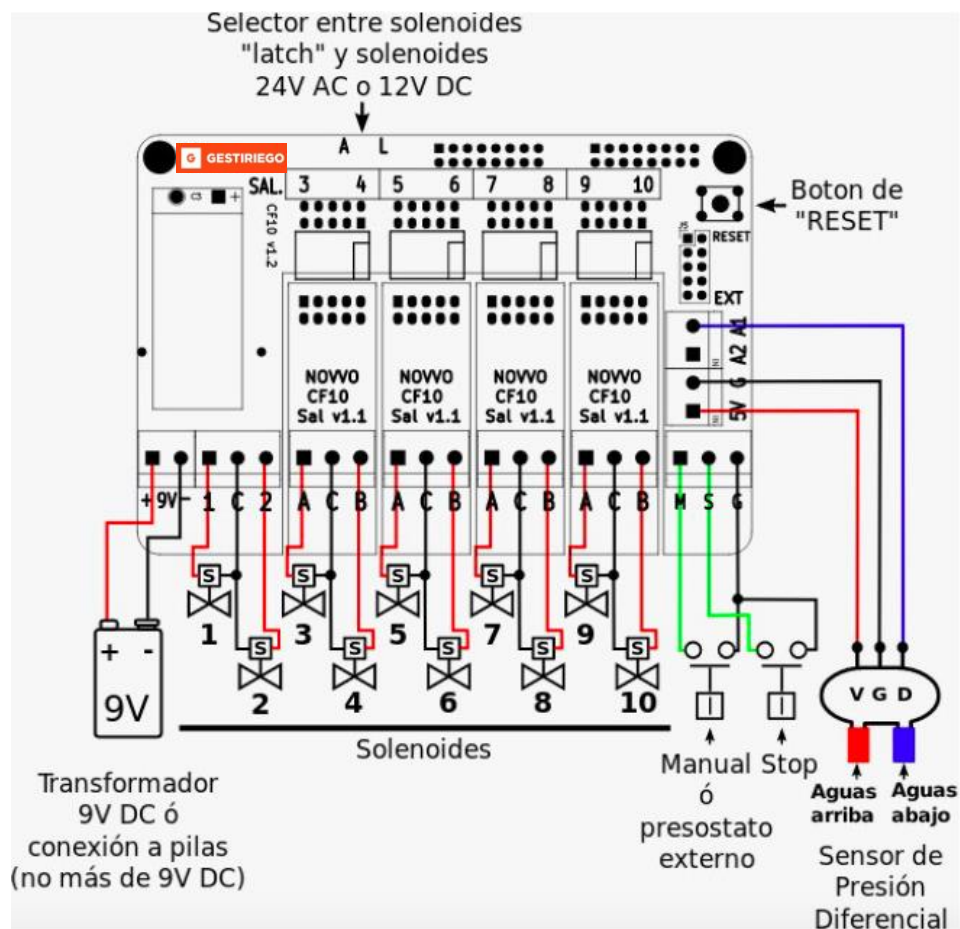 Selector entre solenoides
"latch" y solenoides
24V AC o 12V DC
A L
G GESTIRIEGO
SAL. 3 4 5 6 7 8 9 10
C3 +
CF10 v1.2
Boton de
"RESET"
RESET
EXT
A1
A2
G
5V
IN
IN
NOVVO
CF10
Sal v1.1
NOVVO
CF10
Sal v1.1
NOVVO
CF10
Sal v1.1
NOVVO
CF10
Sal v1.1
+ 9V - 1 C 2 A C B A C B A C B A C B M S G
S S S S S
1 3 5 7 9
S S S S S
2 4 6 8 10
+ -
9V
V G D
Solenoides
Manual Stop
ó
presostato
externo
Aguas
arriba
Aguas
abajo
Transformador
9V DC ó
conexión a pilas
(no más de 9V DC)
Sensor de
Presión
Diferencial